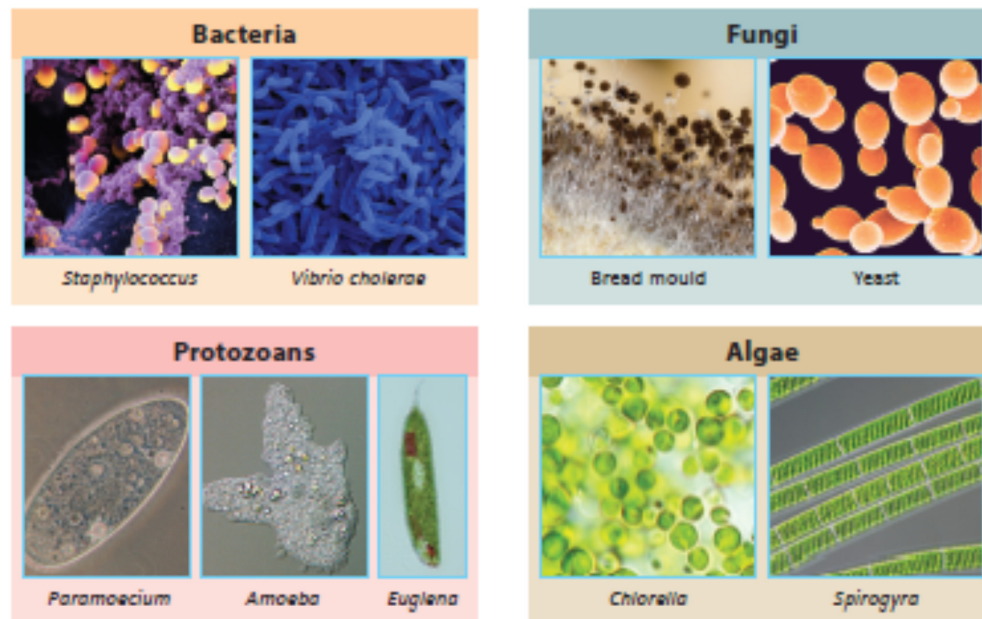 Bacteria
Staphylococcus
Vibrio cholerae
Fungi
Bread mould
Yeast
Protozoans
Paramoecium
Amoeba
Euglena
Algae
Chlorella
Spirogyra